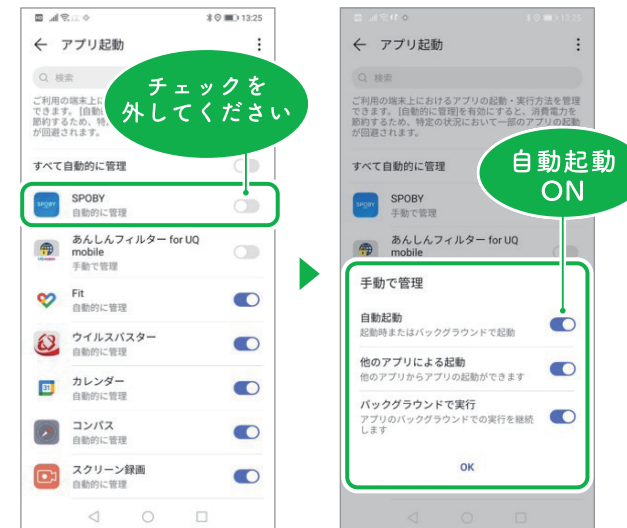 13:25
← アプリ起動
検索
チェックを
外してください
ご利用の端末上に
できます。[自動
節約するため、特
が回避されます。
すべて自動的に管理
SPOBY
SPOBY
自動的に管理
あんしんフィルター for UQ
mobile
手動で管理
Fit
自動的に管理
ウイルスバスター
自動的に管理
31
カレンダー
自動的に管理
コンパス
自動的に管理
スクリーン録画
自動的に管理
13:25
← アプリ起動
検索
ご利用の端末上におけるアプリの起動・実行方法を管理
できます。[自動的に管理]を有効にすると、消費電力を
節約するため、特定の状況において一部のアプリの起動
が回避されます。
すべて自動的に管理
自動起動
ON
SPOBY
SPOBY
手動で管理
あんしんフィルター for UQ
mobile
手動で管理
自動起動
起動時またはバックグラウンドで起動
他のアプリによる起動
他のアプリからアプリの起動ができます
バックグラウンドで実行
アプリのバックグラウンドでの実行を継続
します
OK